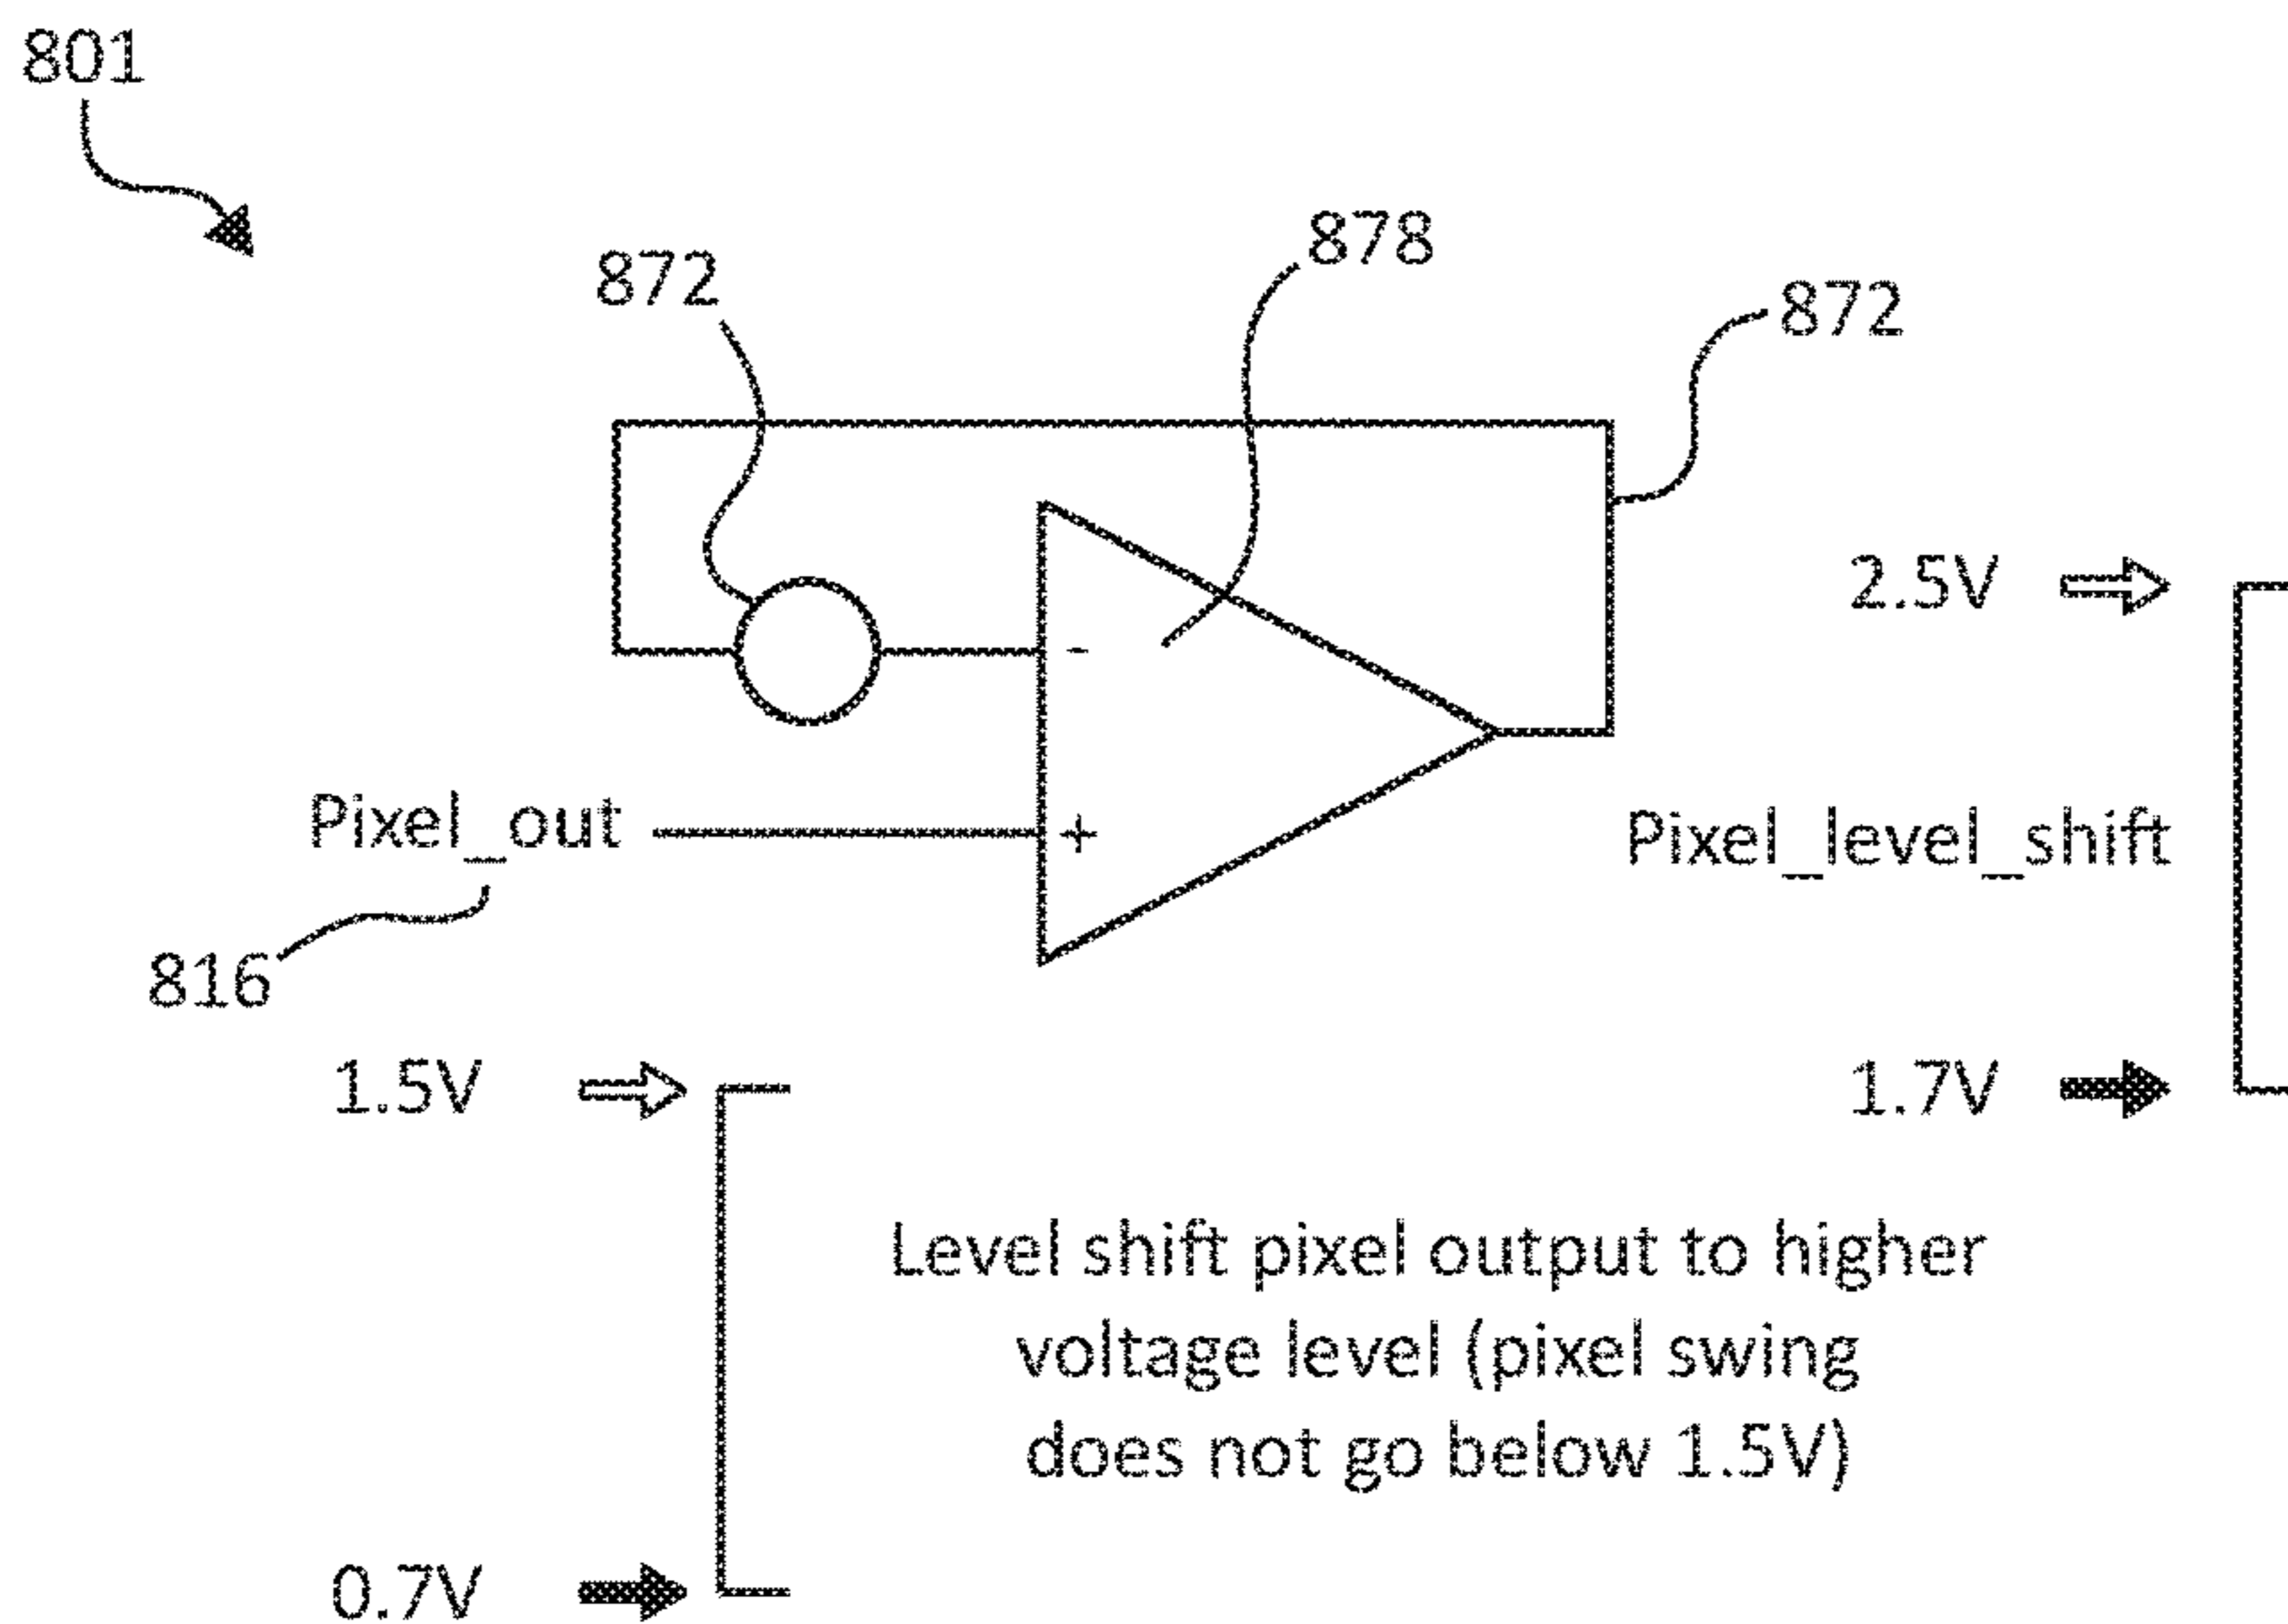 801
872
878
872
2.5V
-
Pixel_out
+
Pixel_level_shift
816
1.5V
1.7V
Level shift pixel output to higher
voltage level (pixel swing
does not go below 1.5V)
0.7V